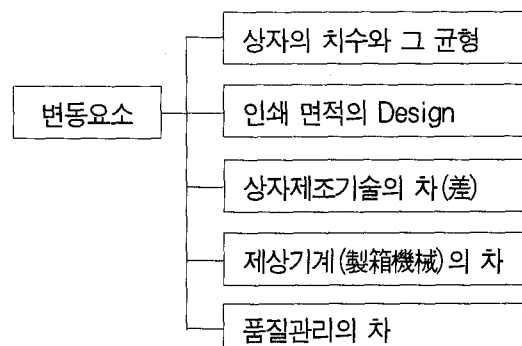 상자의 치수와 그 균형
변동요소
인쇄 면적의 Design
상자제조기술의 차(差)
제상기계(製箱機械)의 차
품질관리의 차